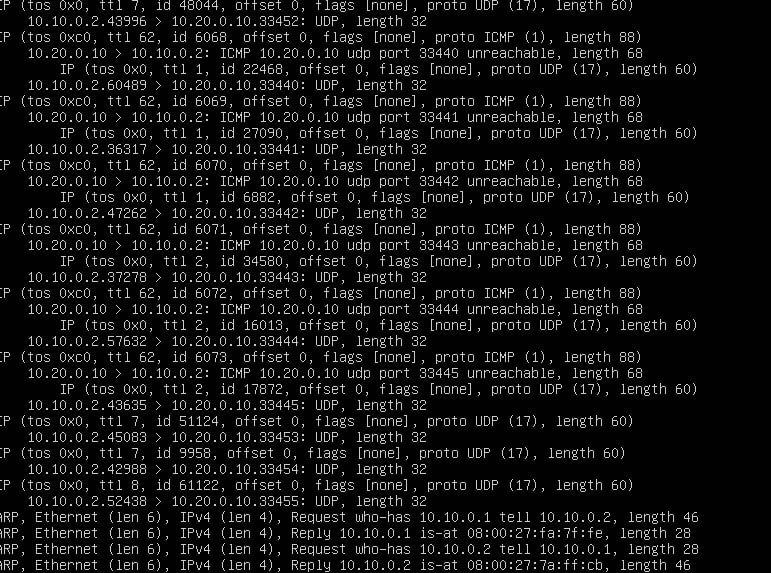 IP (tos 0x0, ttl 7, id 48044, offset 0, flags [none], proto UDP (17), length 60)
10.10.0.2.43996 > 10.20.0.10.33452: UDP, length 32
IP (tos 0xc0, ttl 62, id 6068, offset 0, flags [none], proto ICMP (1), length 88)
10.20.0.10 > 10.10.0.2: ICMP 10.20.0.10 udp port 33440 unreachable, length 68
IP (tos 0x0, ttl 1, id 22468, offset 0, flags [none], proto UDP (17), length 60)
10.10.0.2.60489 > 10.20.0.10.33440: UDP, length 32
IP (tos 0xc0, ttl 62, id 6069, offset 0, flags [none], proto ICMP (1), length 88)
10.20.0.10 > 10.10.0.2: ICMP 10.20.0.10 udp port 33441 unreachable, length 68
IP (tos 0x0, ttl 1, id 27090, offset 0, flags [none], proto UDP (17), length 60)
10.10.0.2.36317 > 10.20.0.10.33441: UDP, length 32
IP (tos 0xc0, ttl 62, id 6070, offset 0, flags [none], proto ICMP (1), length 88)
10.20.0.10 > 10.10.0.2: ICMP 10.20.0.10 udp port 33442 unreachable, length 68
IP (tos 0x0, ttl 1, id 6882, offset 0, flags [none], proto UDP (17), length 60)
10.10.0.2.47262 > 10.20.0.10.33442: UDP, length 32
IP (tos 0xc0, ttl 62, id 6071, offset 0, flags [none], proto ICMP (1), length 88)
10.20.0.10 > 10.10.0.2: ICMP 10.20.0.10 udp port 33443 unreachable, length 68
IP (tos 0x0, ttl 2, id 34580, offset 0, flags [none], proto UDP (17), length 60)
10.10.0.2.37278 > 10.20.0.10.33443: UDP, length 32
IP (tos 0xc0, ttl 62, id 6072, offset 0, flags [none], proto ICMP (1), length 88)
10.20.0.10 > 10.10.0.2: ICMP 10.20.0.10 udp port 33444 unreachable, length 68
IP (tos 0x0, ttl 2, id 16013, offset 0, flags [none], proto UDP (17), length 60)
10.10.0.2.57632 > 10.20.0.10.33444: UDP, length 32
IP (tos 0xc0, ttl 62, id 6073, offset 0, flags [none], proto ICMP (1), length 88)
10.20.0.10 > 10.10.0.2: ICMP 10.20.0.10 udp port 33445 unreachable, length 68
IP (tos 0x0, ttl 2, id 17872, offset 0, flags [none], proto UDP (17), length 60)
10.10.0.2.43635 > 10.20.0.10.33445: UDP, length 32
IP (tos 0x0, ttl 7, id 51124, offset 0, flags [none], proto UDP (17), length 60)
10.10.0.2.45083 > 10.20.0.10.33453: UDP, length 32
IP (tos 0x0, ttl 7, id 9958, offset 0, flags [none], proto UDP (17), length 60)
10.10.0.2.42988 > 10.20.0.10.33454: UDP, length 32
IP (tos 0x0, ttl 8, id 61122, offset 0, flags [none], proto UDP (17), length 60)
10.10.0.2.52438 > 10.20.0.10.33455: UDP, length 32
ARP, Ethernet (len 6), IPv4 (len 4), Request who-has 10.10.0.1 tell 10.10.0.2, length 46
ARP, Ethernet (len 6), IPv4 (len 4), Reply 10.10.0.1 is-at 08:00:27:fa:7f:fe, length 28
ARP, Ethernet (len 6), IPv4 (len 4), Request who-has 10.10.0.2 tell 10.10.0.1, length 28
ARP, Ethernet (len 6), IPv4 (len 4), Reply 10.10.0.2 is-at 08:00:27:7a:ff:cb, length 46